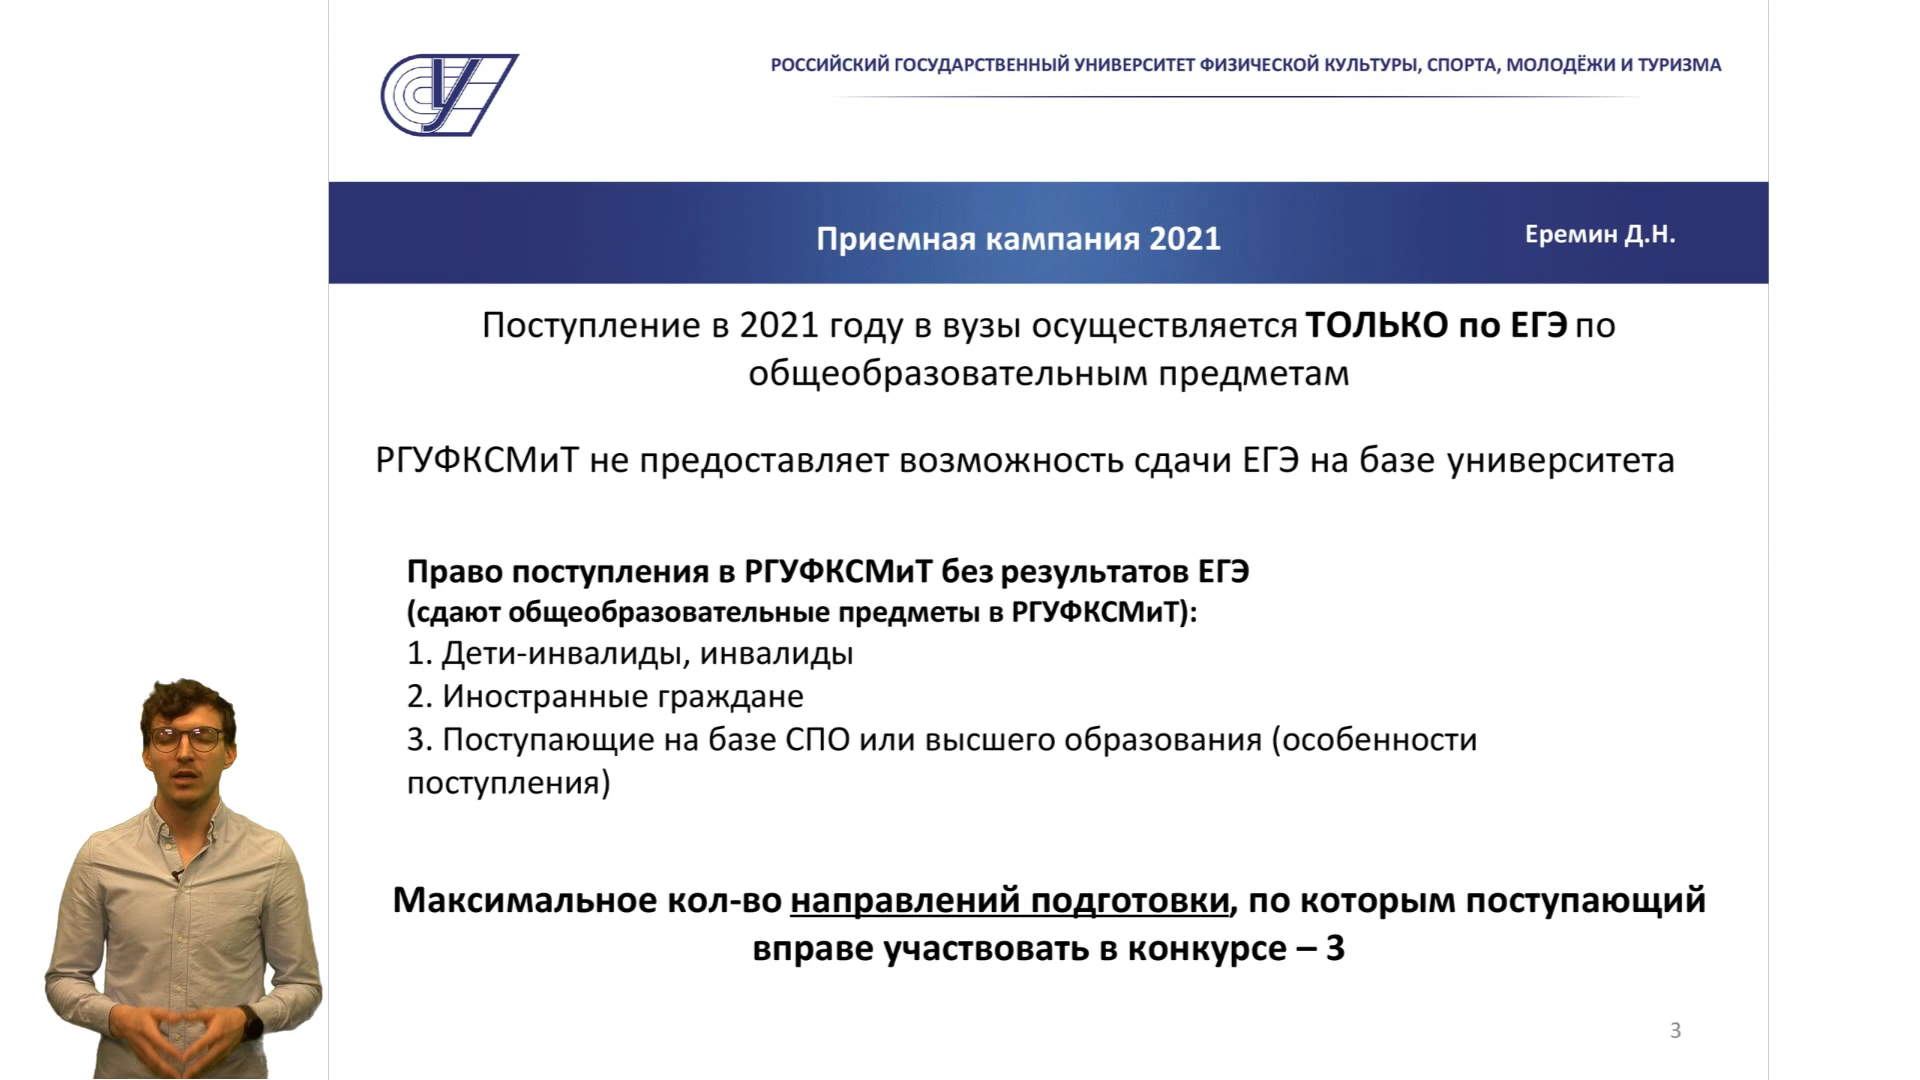 РОССИЙСКИЙ ГОСУДАРСТВЕННЫЙ УНИВЕРСИТЕТ ФИЗИЧЕСКОЙ КУЛЬТУРЫ, СПОРТА, МОЛОДЁЖИ И ТУРИЗМА
Приемная кампания 2021
Еремин Д.Н.
Поступление в 2021 году в вузы осуществляется ТОЛЬКО по ЕГЭ по
общеобразовательным предметам
РГУФКСМиТ не предоставляет возможность сдачи ЕГЭ на базе университета
Право поступления в РГУФКСМиТ без результатов ЕГЭ
(сдают общеобразовательные предметы в РГУФКСМиТ):
1. Дети-инвалиды, инвалиды
2. Иностранные граждане
3. Поступающие на базе СПО или высшего образования (особенности
поступления)
Максимальное кол-во направлений подготовки, по которым поступающий
вправе участвовать в конкурсе – 3
3